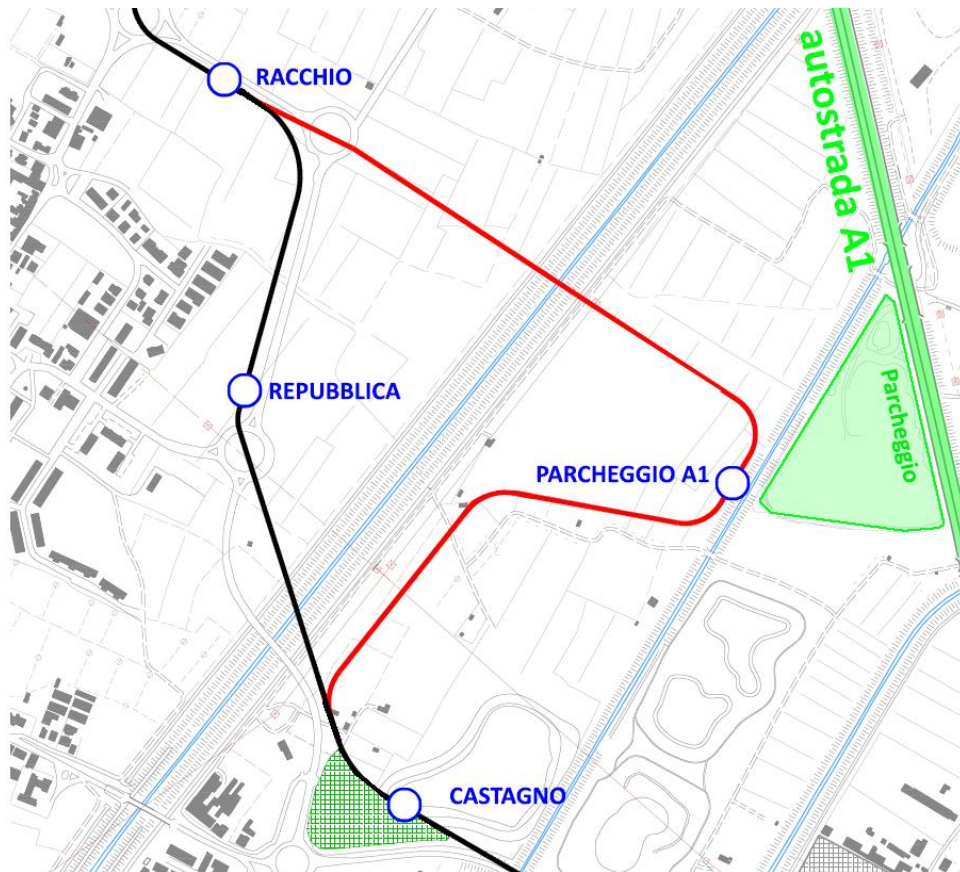 RACCHIO
autostrada A1
REPUBBLICA
Parcheggio
PARCHEGGIO A1
CASTAGNO